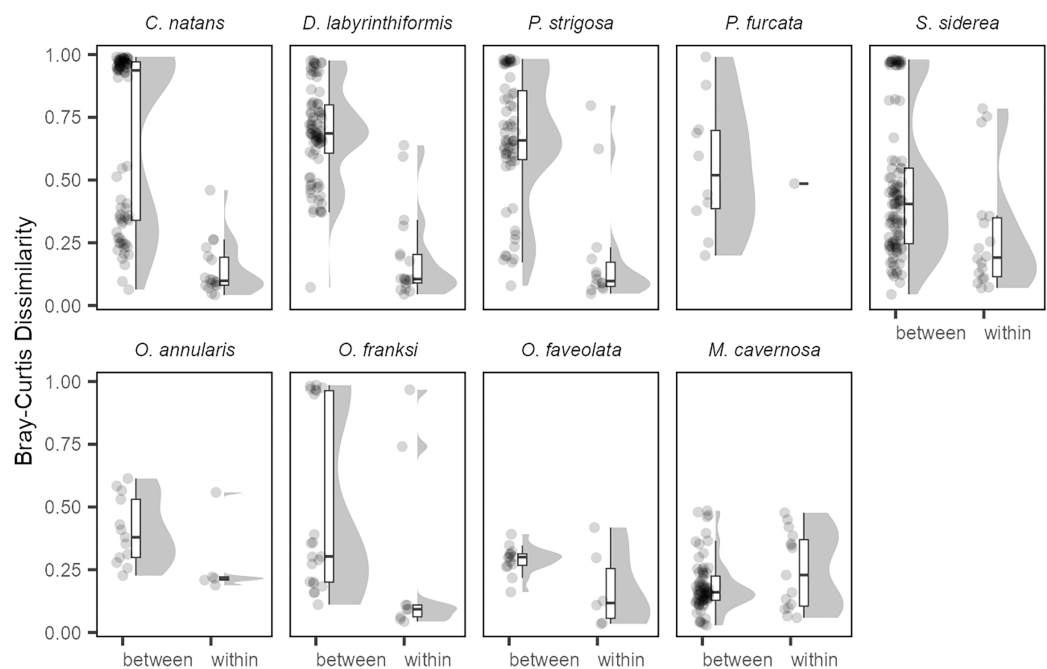 C. natans D. labyrinthiformis P. strigosa P. furcata S. siderea
1.00
0.75
0.50
0.25
0.00
between within
Bray-Curtis Dissimilarity
O. annularis O. franksi O. faveolata M. cavernosa
1.00
0.75
0.50
0.25
0.00
between within between within between within between within